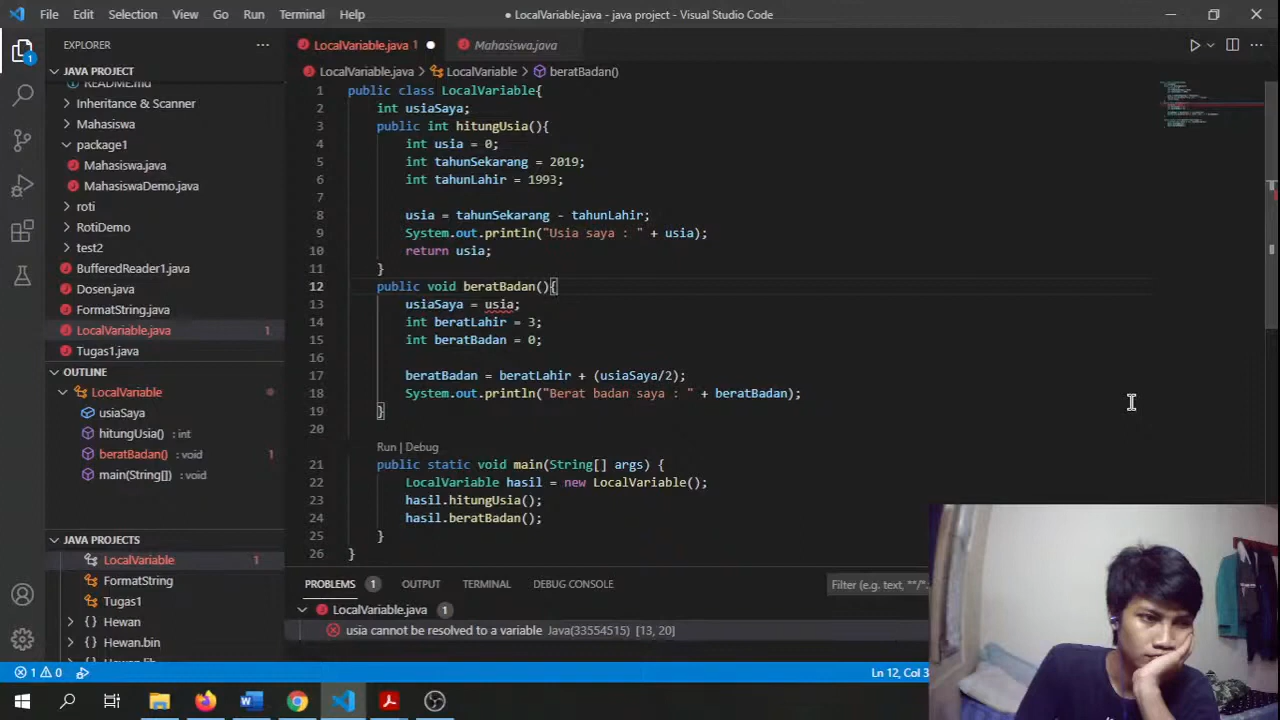 File Edit Selection View Go Run Terminal Help
● LocalVariable.java - java project - Visual Studio Code
EXPLORER
LocalVariable.java 1
Mahasiswa.java
JAVA PROJECT
LocalVariable.java > LocalVariable > beratBadan()
README.md
Inheritance & Scanner
Mahasiswa
package1
Mahasiswa.java
MahasiswaDemo.java
roti
RotiDemo
test2
BufferedReader1.java
Dosen.java
FormatString.java
LocalVariable.java 1
Tugas1.java
OUTLINE
LocalVariable
usiaSaya
hitungUsia() : int
beratBadan() : void 1
main(String[]) : void
JAVA PROJECTS
LocalVariable 1
FormatString
Tugas1
{ } Hewan
{ } Hewan.bin
{ } Hewan.lib
1 public class LocalVariable{
2 int usiaSaya;
3 public int hitungUsia(){
4 int usia = 0;
5 int tahunSekarang = 2019;
6 int tahunLahir = 1993;
7
8 usia = tahunSekarang - tahunLahir;
9 System.out.println("Usia saya : " + usia);
10 return usia;
11 }
12 public void beratBadan(){
13 usiaSaya = usia;
14 int beratLahir = 3;
15 int beratBadan = 0;
16
17 beratBadan = beratLahir + (usiaSaya/2);
18 System.out.println("Berat badan saya : " + beratBadan);
19 }
20
Run | Debug
21 public static void main(String[] args) {
22 LocalVariable hasil = new LocalVariable();
23 hasil.hitungUsia();
24 hasil.beratBadan();
25 }
26 }
PROBLEMS 1 OUTPUT TERMINAL DEBUG CONSOLE
Filter (e.g. text, **/*
LocalVariable.java 1
usia cannot be resolved to a variable Java(33554515) [13, 20]
1 0
Ln 12, Col 3